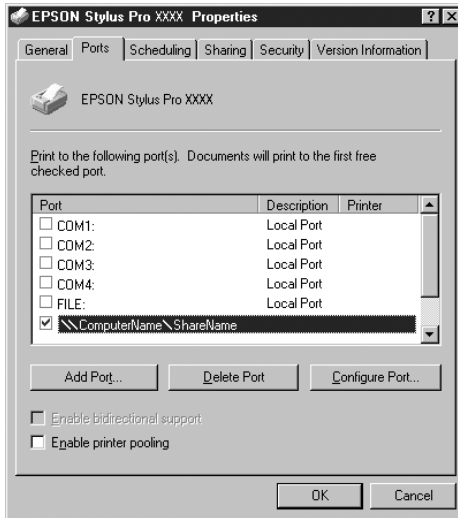 EPSON Stylus Pro XXXX Properties
General Ports Scheduling Sharing Security Version Information
EPSON Stylus Pro XXXX
Print to the following port(s). Documents will print to the first free
checked port.
Port Description Printer
COM1: Local Port
COM2: Local Port
COM3: Local Port
COM4: Local Port
FILE: Local Port
\\ComputerName\ShareName
Add Port... Delete Port Configure Port...
Enable bidirectional support
Enable printer pooling
OK Cancel